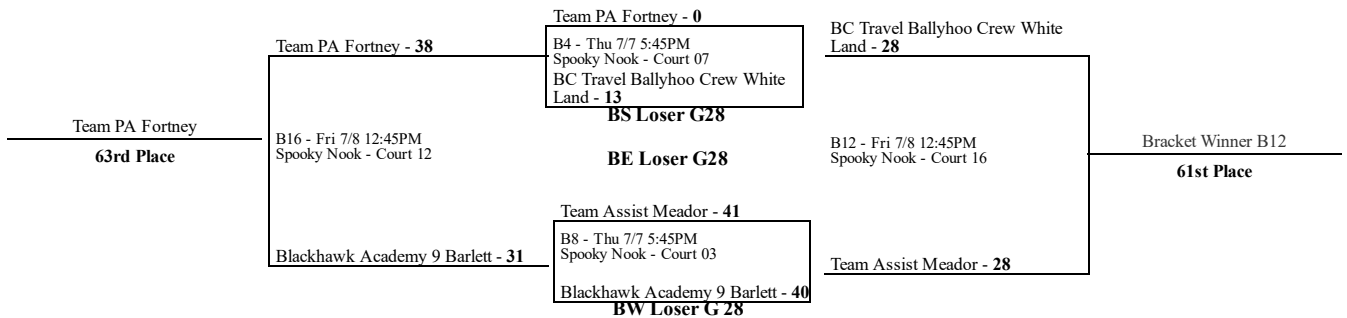 Team PA Fortney - 0
BC Travel Ballyhoo Crew White
Land - 28
Team PA Fortney - 38
B4 - Thu 7/7 5:45PM
Spooky Nook - Court 07
BC Travel Ballyhoo Crew White
Land - 13
BS Loser G28
Team PA Fortney
63rd Place
B16 - Fri 7/8 12:45PM
Spooky Nook - Court 12
BE Loser G28
B12 - Fri 7/8 12:45PM
Spooky Nook - Court 16
Bracket Winner B12
61st Place
Team Assist Meador - 41
B8 - Thu 7/7 5:45PM
Spooky Nook - Court 03
Blackhawk Academy 9 Barlett - 31
Team Assist Meador - 28
Blackhawk Academy 9 Barlett - 40
BW Loser G 28